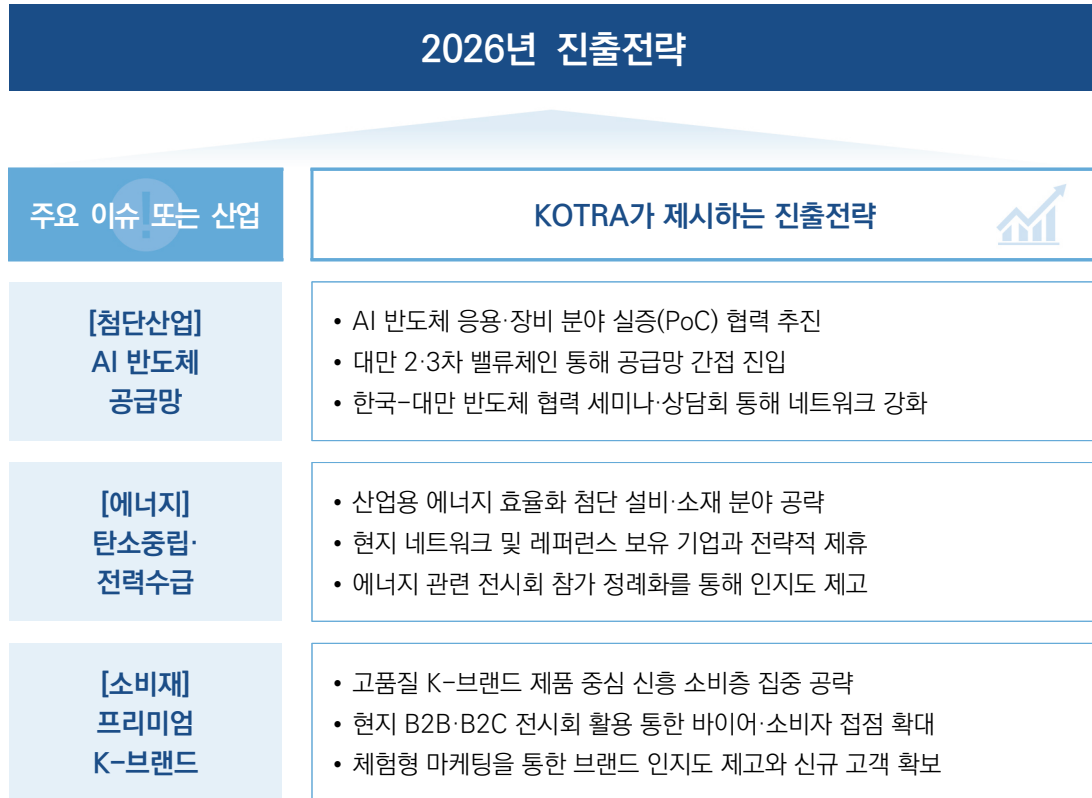 2026년 진출전략
주요 이슈 또는 산업
KOTRA가 제시하는 진출전략
[첨단산업]
AI 반도체
공급망
• AI 반도체 응용·장비 분야 실증(PoC) 협력 추진
• 대만 2·3차 밸류체인 통해 공급망 간접 진입
• 한국-대만 반도체 협력 세미나·상담회 통해 네트워크 강화
[에너지]
탄소중립·
전력수급
• 산업용 에너지 효율화 첨단 설비·소재 분야 공략
• 현지 네트워크 및 레퍼런스 보유 기업과 전략적 제휴
• 에너지 관련 전시회 참가 정례화를 통해 인지도 제고
[소비재]
프리미엄
K-브랜드
• 고품질 K-브랜드 제품 중심 신흥 소비층 집중 공략
• 현지 B2B·B2C 전시회 활용 통한 바이어·소비자 접점 확대
• 체험형 마케팅을 통한 브랜드 인지도 제고와 신규 고객 확보